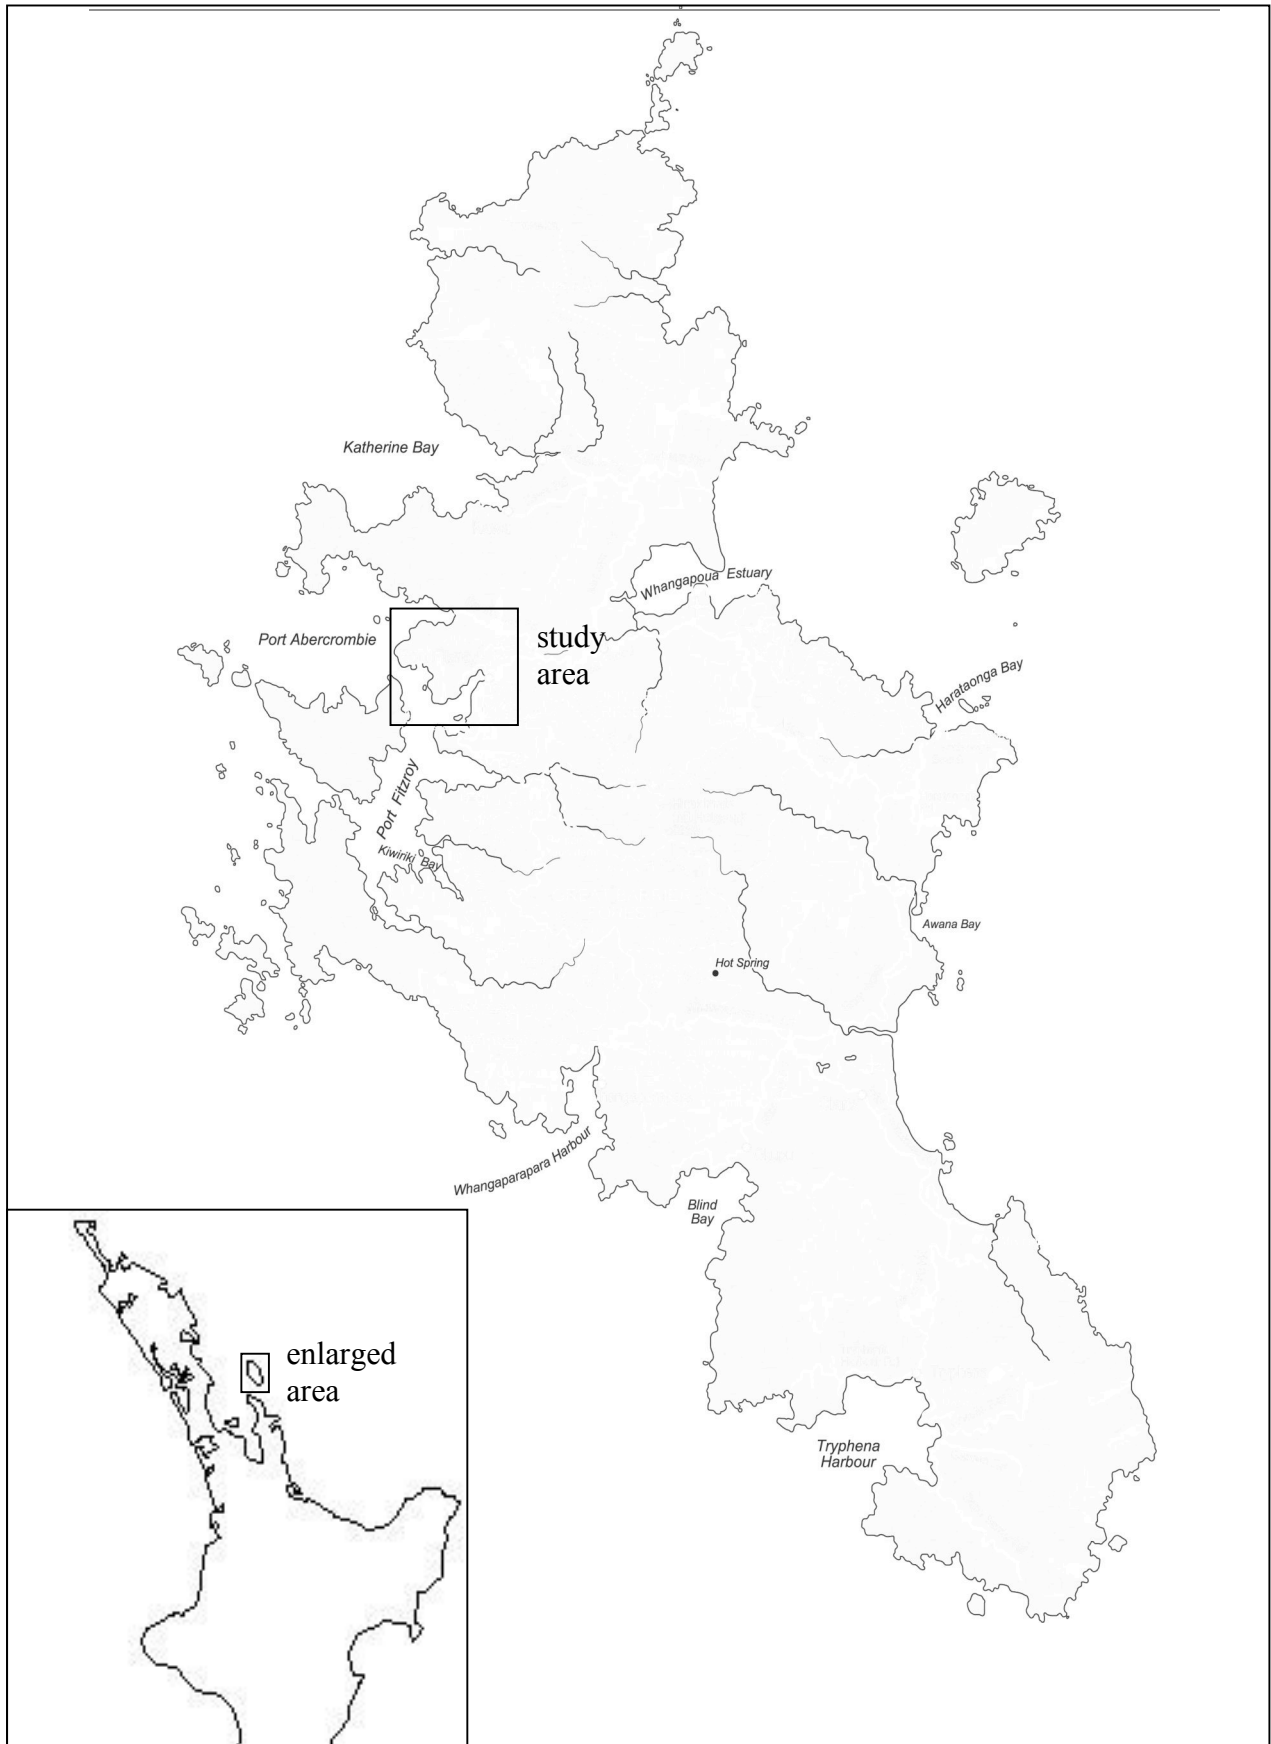 Katherine Bay
Whangapoua Estuary
Port Abercrombie
study
area
Harataonga Bay
Port Fitzroy
Kiwiriki Bay
Awana Bay
Hot Spring
Whangaparapara Harbour
Blind
Bay
enlarged
area
Tryphena
Harbour